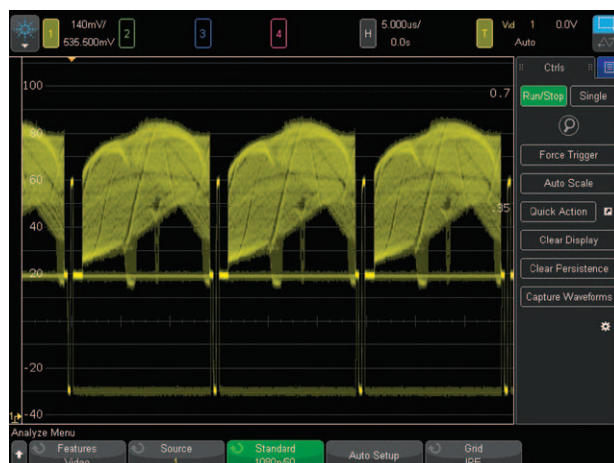 1 140mV/ 535.500mV 2 3 4 H 5.000us/ 0.0s T Vid 1 0.0V Auto
Ctrls
Run/Stop Single
Force Trigger
Auto Scale
Quick Action
Clear Display
Clear Persistence
Capture Waveforms
100
80
60
40
20
-20
-40
0.7
.35
Analyze Menu
Features
Video
Source
1
Standard
1080p/60
Auto Setup
Grid
IRE